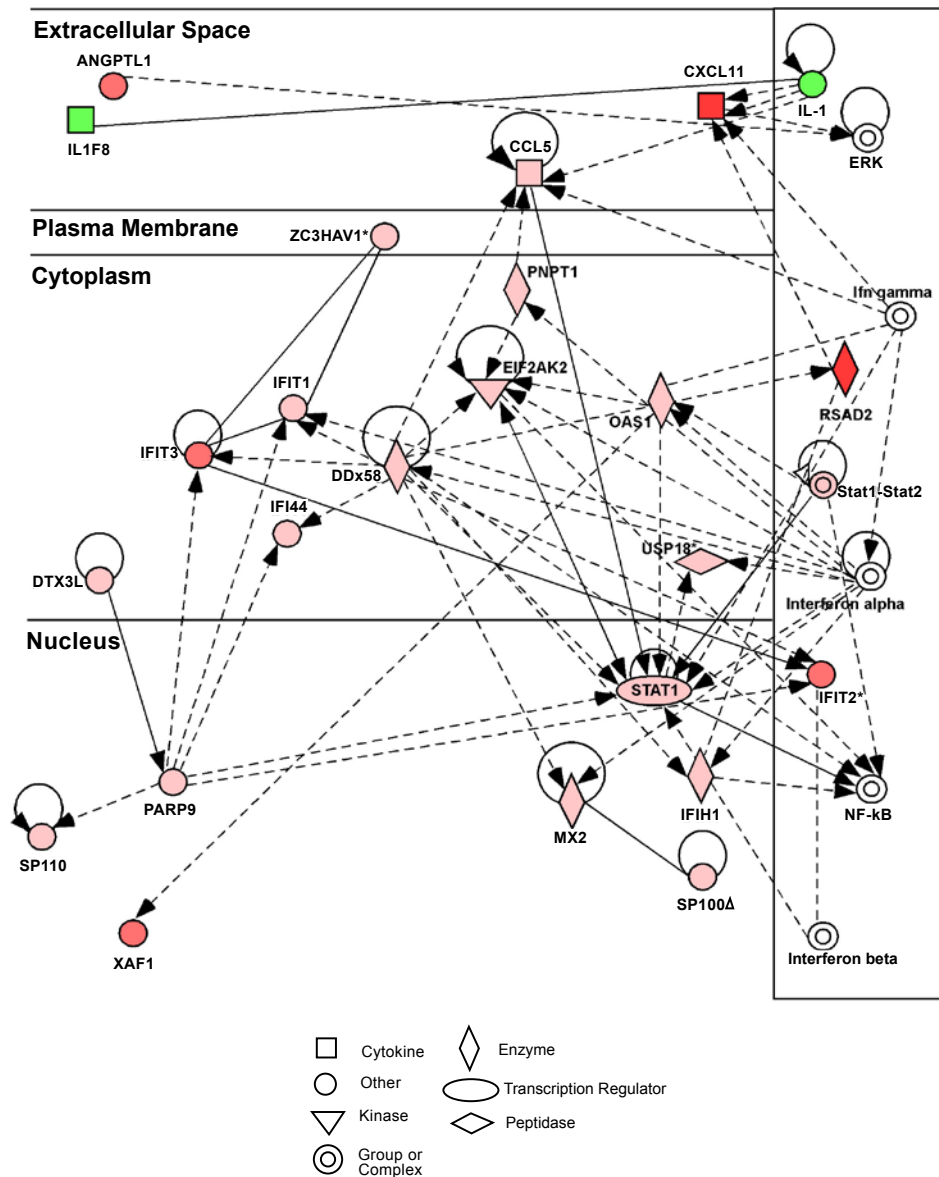 Extracellular Space
ANGPTL1
CXCL11
IL-1
IL1F8
CCL5
ERK
Plasma Membrane
ZC3HAV1*
Cytoplasm
PNPT1
Ifn gamma
EIF2AK2
IFIT1
OAS1
RSAD2
IFIT3
DDx58
Stat1-Stat2
IFI44
USP18*
DTX3L
Interferon alpha
Nucleus
STAT1
IFIT2*
PARP9
MX2
IFIH1
NF-kB
SP110
SP100Δ
XAF1
Interferon beta
Cytokine
Enzyme
Other
Transcription Regulator
Kinase
Peptidase
Group or
Complex